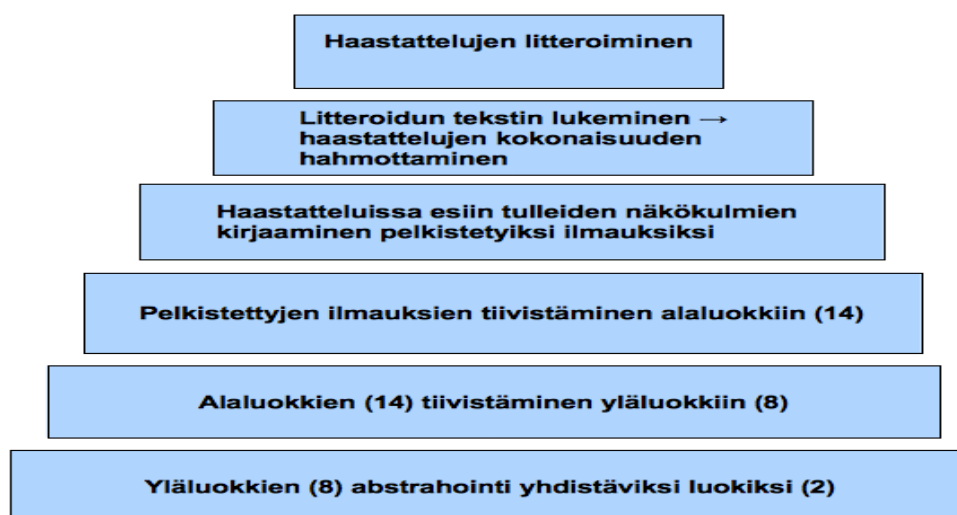 Haastattelujen litteroiminen
Litteroidun tekstin lukeminen →
haastattelujen kokonaisuuden
hahmottaminen
Haastatteluissa esiin tulleiden näkökulmien
kirjaaminen pelkistetyiksi ilmauksiksi
Pelkistettyjen ilmauksien tiivistäminen alaluokkiin (14)
Alaluokkien (14) tiivistäminen yläluokkiin (8)
Yläluokkien (8) abstrahointi yhdistäviksi luokiksi (2)